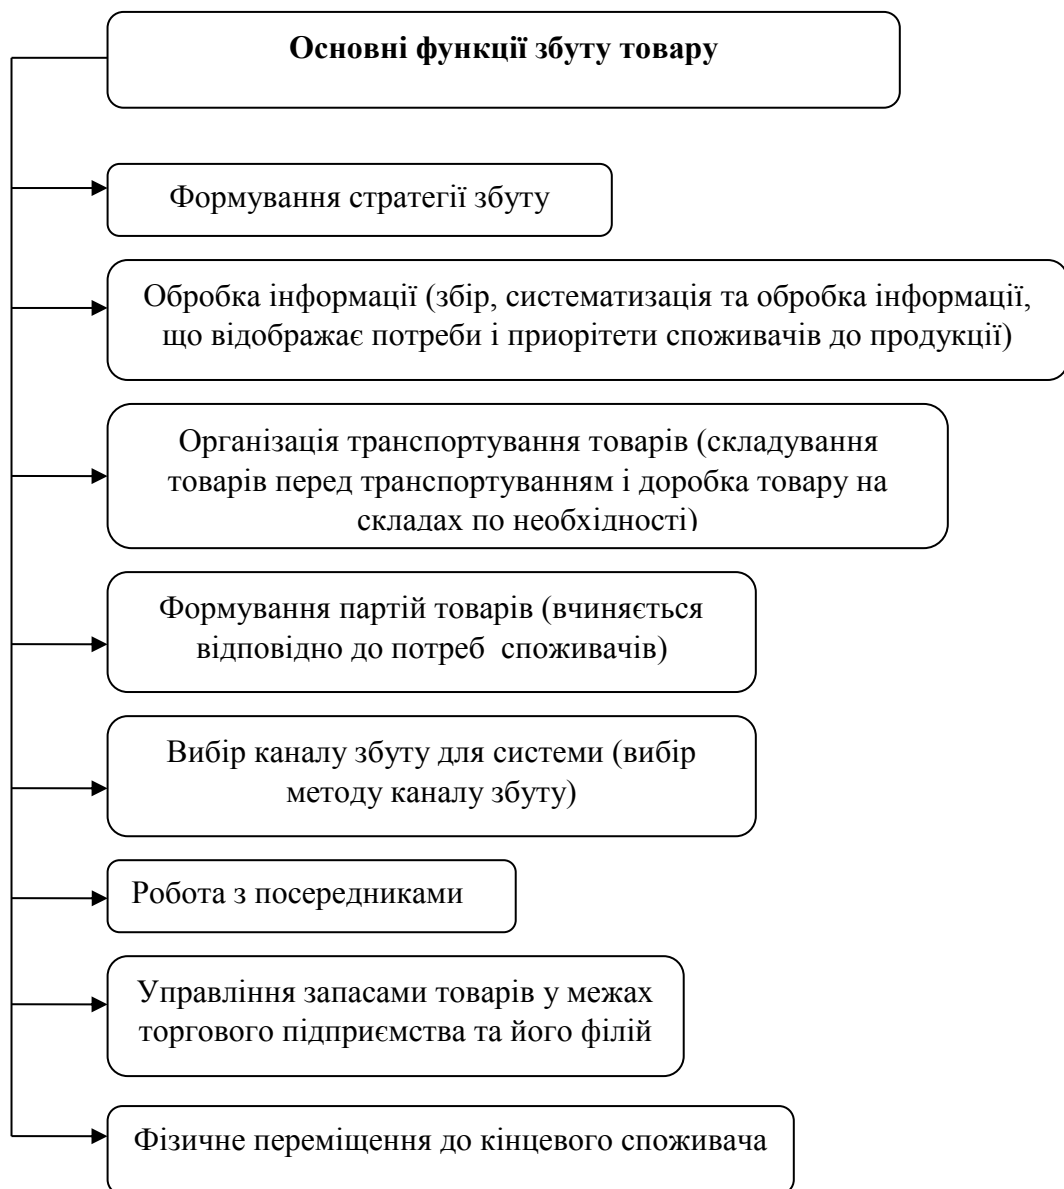 Основні функції збуту товару
Формування стратегії збуту
Обробка інформації (збір, систематизація та обробка інформації,
що відображає потреби і приорітети споживачів до продукції)
Організація транспортування товарів (складування
товарів перед транспортуванням і доробка товару на
складах по необхідності)
Формування партій товарів (вчиняється
відповідно до потреб  споживачів)
Вибір каналу збуту для системи (вибір
методу каналу збуту)
Робота з посередниками
Управління запасами товарів у межах
торгового підприємства та його філій
Фізичне переміщення до кінцевого споживача